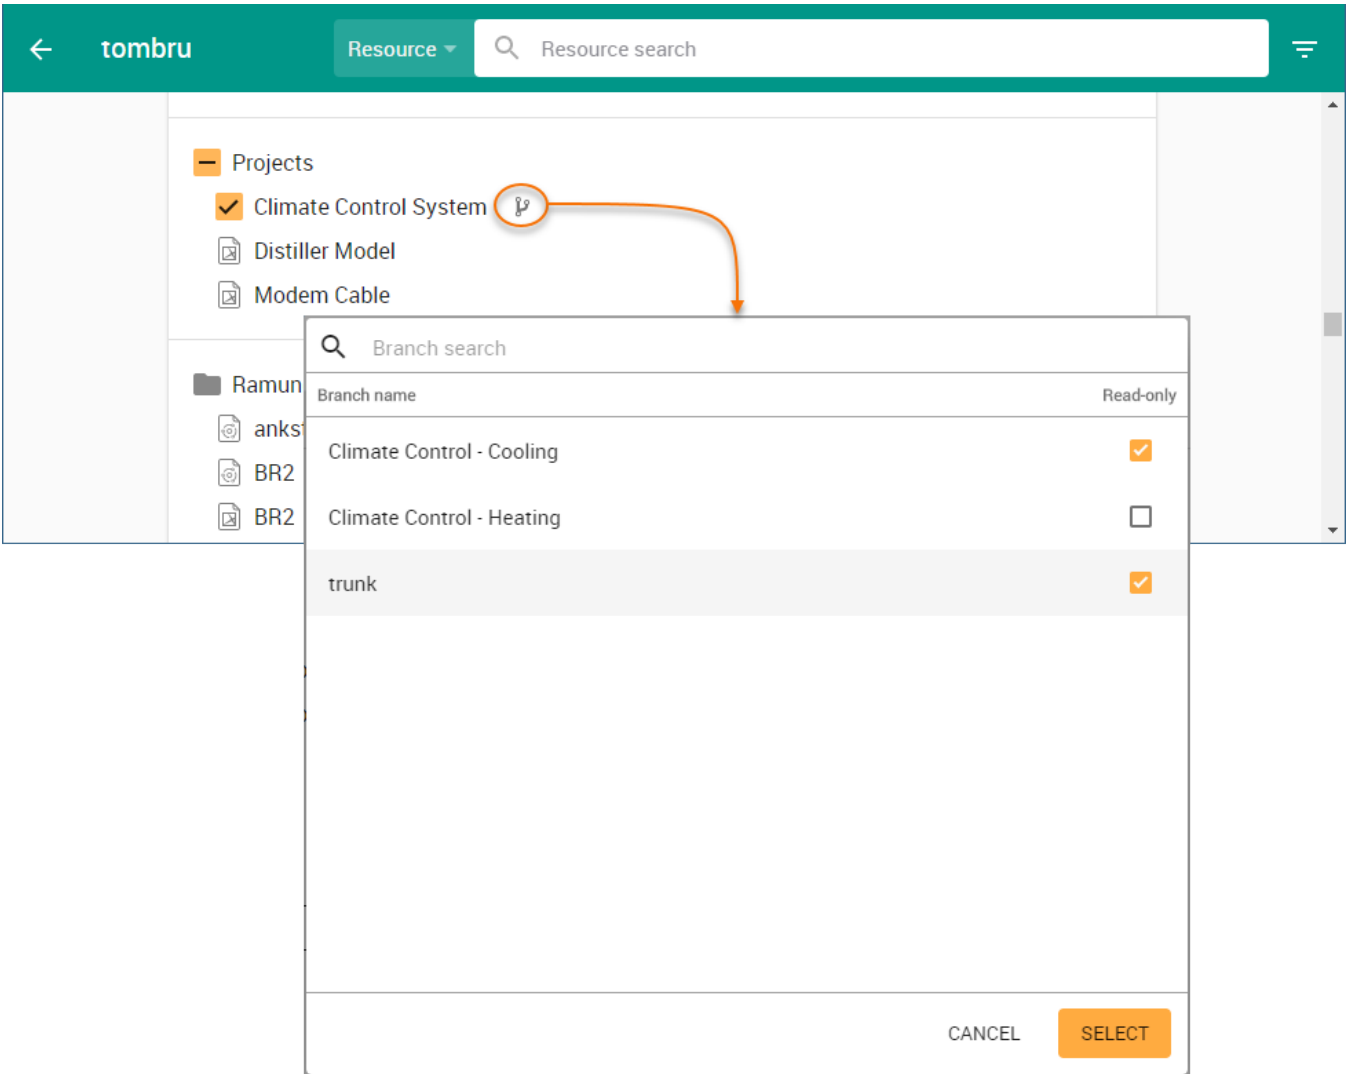 tombru
Resource
Resource search
Projects
Climate Control System
Distiller Model
Modem Cable
Branch search
Ramun
Branch name Read-only
anks
Climate Control - Cooling
BR2
Climate Control - Heating
BR2
trunk
CANCEL SELECT